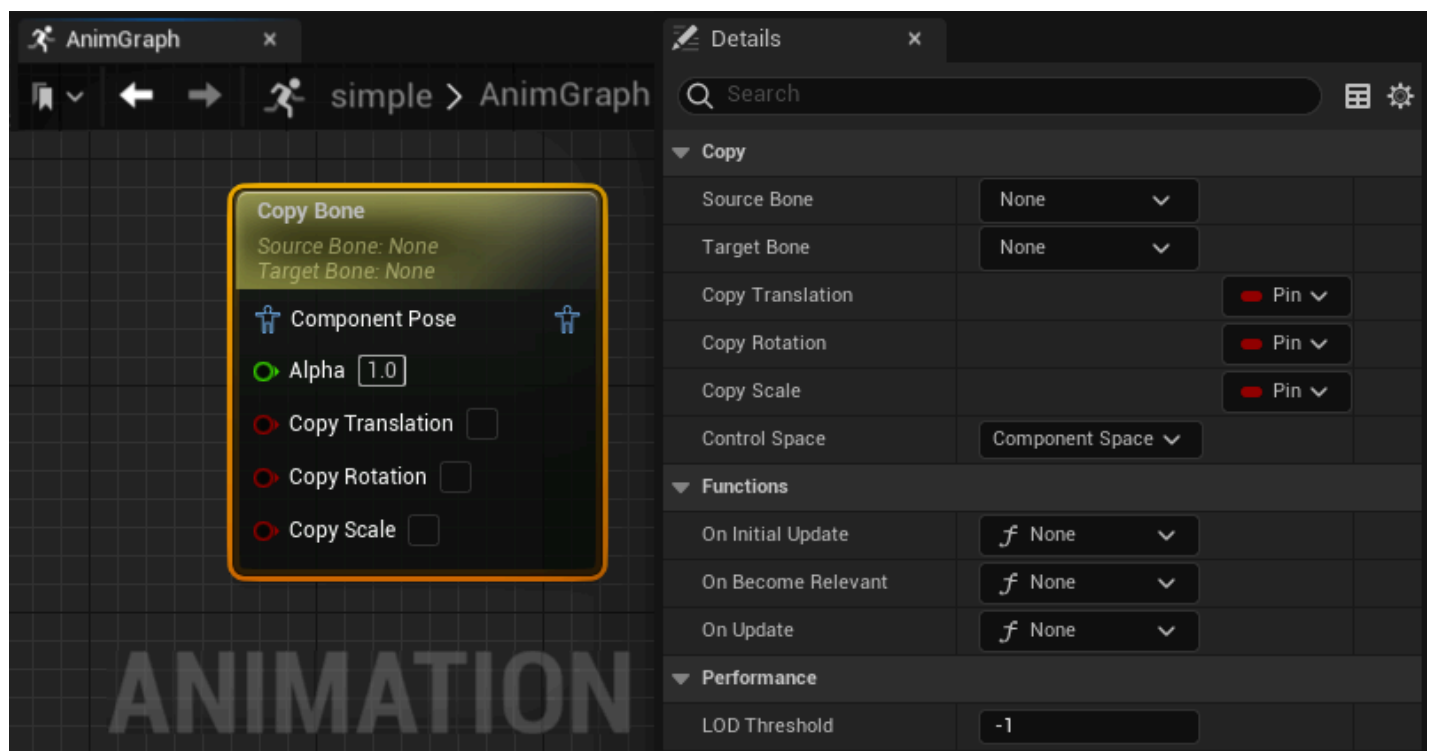 AnimGraph
simple > AnimGraph
Copy Bone
Source Bone: None
Target Bone: None
Component Pose
Alpha 1.0
Copy Translation
Copy Rotation
Copy Scale
ANIMATION
Details
Search
Copy
Source Bone None
Target Bone None
Copy Translation Pin
Copy Rotation Pin
Copy Scale Pin
Control Space Component Space
Functions
On Initial Update ƒ None
On Become Relevant ƒ None
On Update ƒ None
Performance
LOD Threshold -1